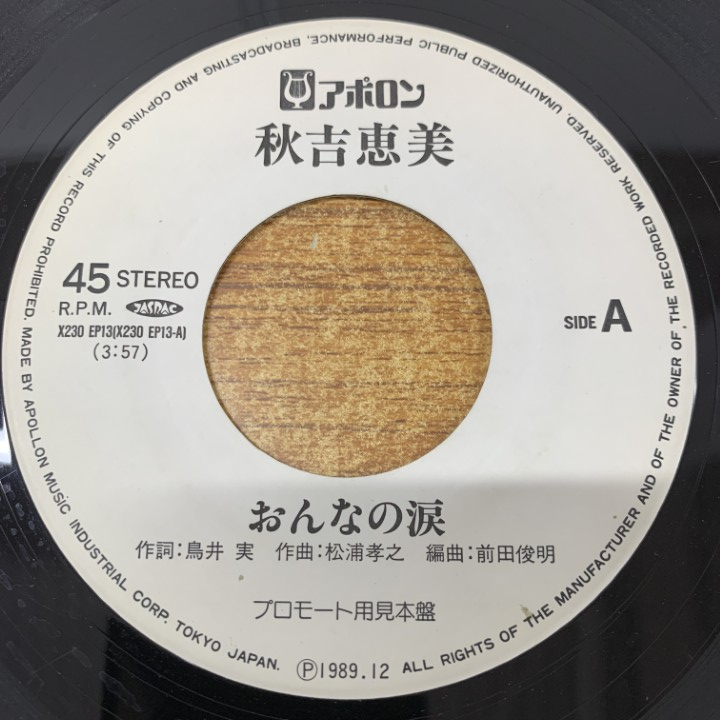 アポロン
秋吉恵美
45 STEREO
R.P.M. JASRAC
X230 EP13(X230 EP13-A)
(3:57)
SIDE A
おんなの涙
作詞:鳥井 実 作曲:松浦孝之 編曲:前田俊明
プロモート用見本盤
Ⓟ1989.12
ALL RIGHTS OF THE MANUFACTURER AND OF THE OWNER OF THE RECORDED WORK RESERVED. UNAUTHORIZED PUBLIC PERFORMANCE, BROADCASTING AND COPYING OF THIS RECORD PROHIBITED. MADE BY APOLLON MUSIC INDUSTRIAL CORP. TOKYO JAPAN.